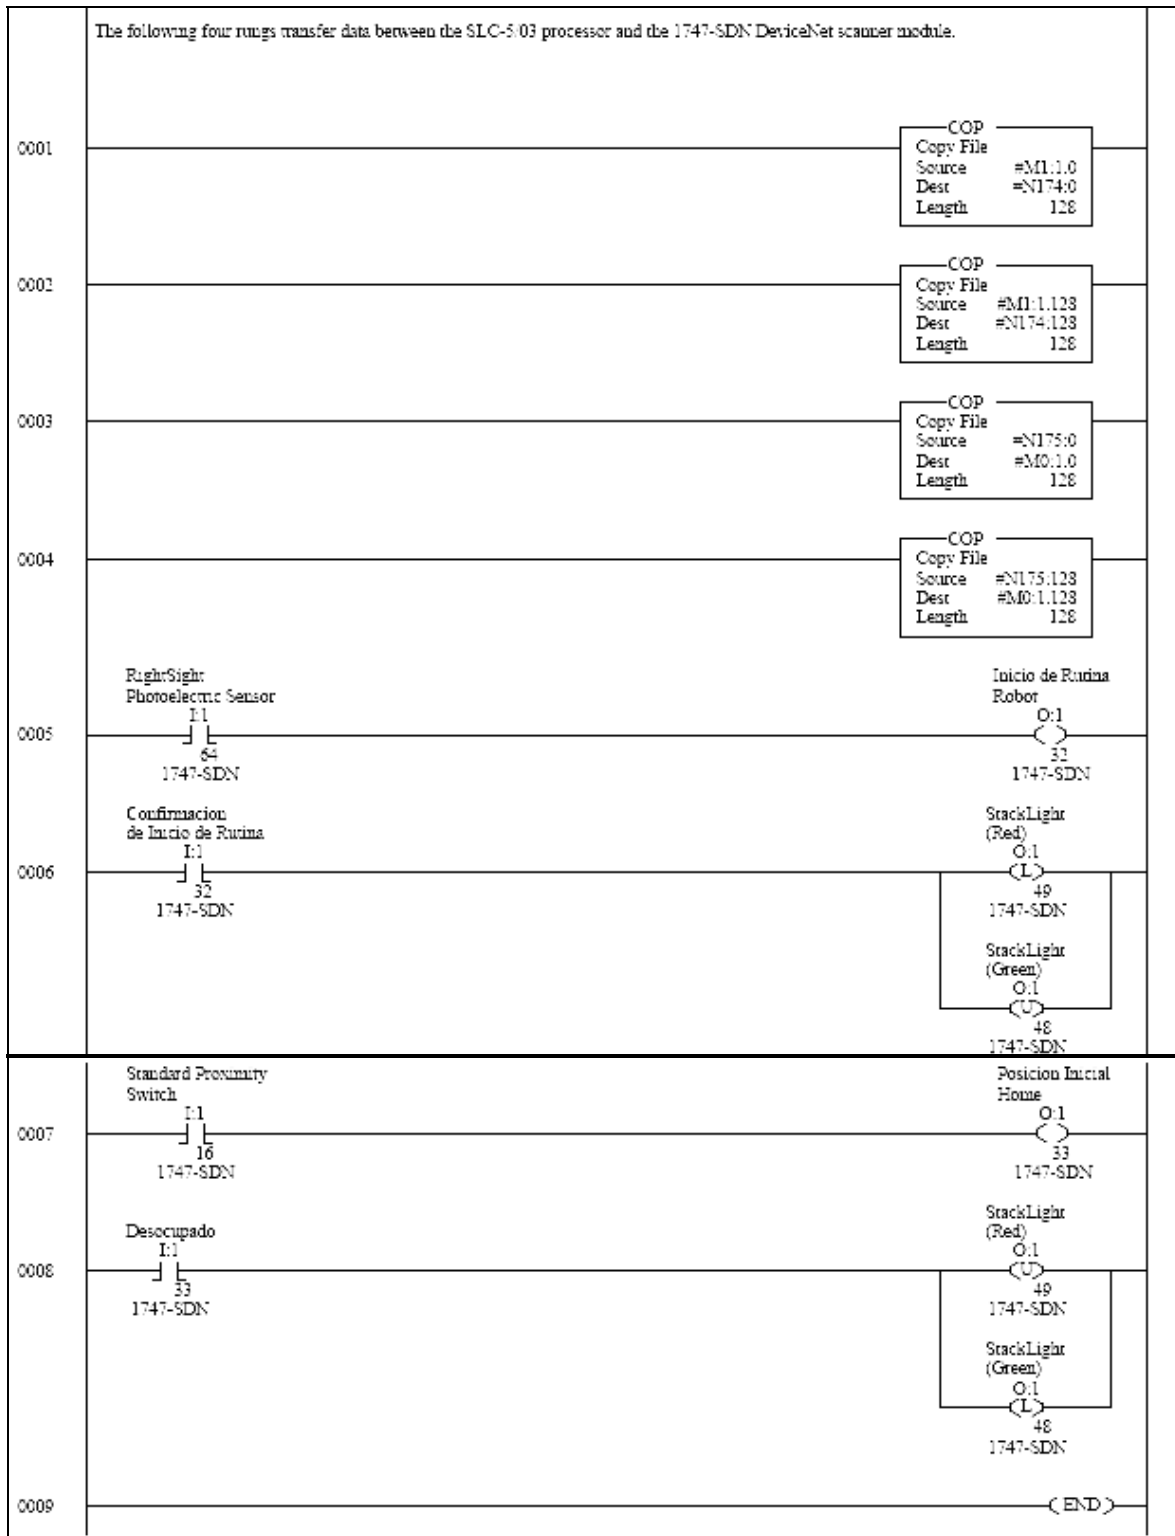 The following four rungs transfer data between the SLC-5/03 processor and the 1747-SDN DeviceNet scanner module.
0001
COP
Copy File
Source #M1:1.0
Dest #N174:0
Length 128
0002
COP
Copy File
Source #M1:1.128
Dest #N174:128
Length 128
0003
COP
Copy File
Source #N175:0
Dest #M0:1.0
Length 128
0004
COP
Copy File
Source #N175:128
Dest #M0:1.128
Length 128
RightSight
Photoelectric Sensor
I:1
64
1747-SDN
Inicio de Rutina
Robot
O:1
32
1747-SDN
0005
Confirmacion
de Inicio de Rutina
I:1
32
1747-SDN
StackLight
(Red)
O:1
L
49
1747-SDN
0006
StackLight
(Green)
O:1
U
48
1747-SDN
Standard Proximity
Switch
I:1
16
1747-SDN
Posicion Inicial
Home
O:1
33
1747-SDN
0007
Desocupado
I:1
33
1747-SDN
StackLight
(Red)
O:1
U
49
1747-SDN
0008
StackLight
(Green)
O:1
L
48
1747-SDN
0009
END